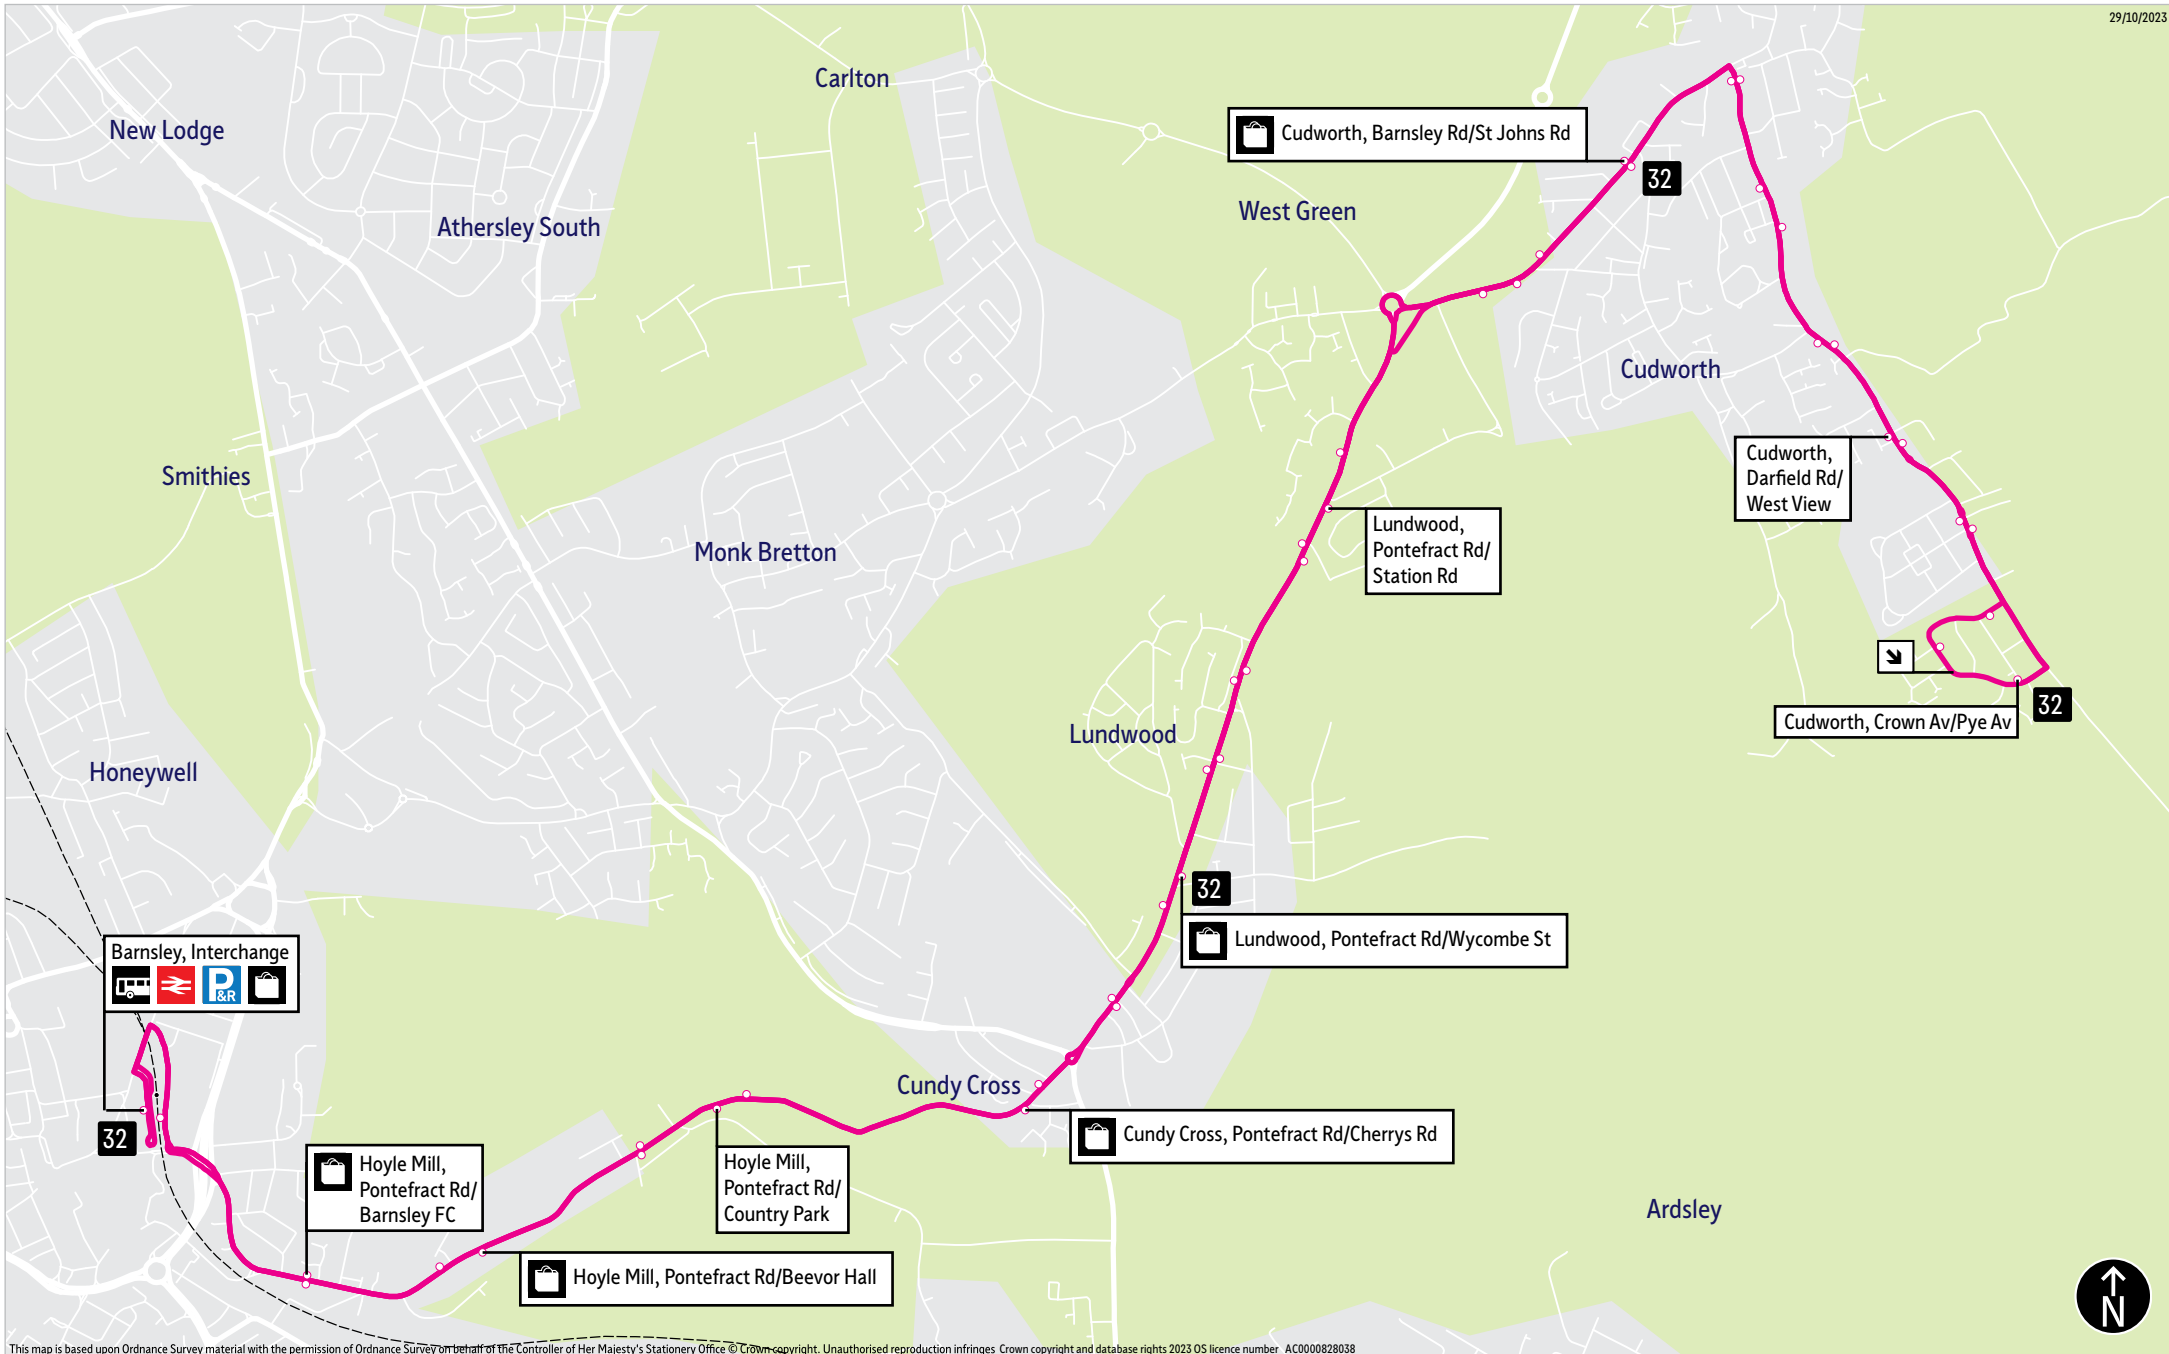 29/10/2023
Carlton
New Lodge
Cudworth, Barnsley Rd/St Johns Rd
32
West Green
Athersley South
Cudworth
Smithies
Cudworth,
Darfield Rd/
West View
Lundwood,
Pontefract Rd/
Station Rd
Monk Bretton
32
Cudworth, Crown Av/Pye Av
Lundwood
Honeywell
32
Lundwood, Pontefract Rd/Wycombe St
Barnsley, Interchange
P&R
Cundy Cross
32
Cundy Cross, Pontefract Rd/Cherrys Rd
Hoyle Mill,
Pontefract Rd/
Barnsley FC
Hoyle Mill,
Pontefract Rd/
Country Park
Ardsley
Hoyle Mill, Pontefract Rd/Beevor Hall
N
This map is based upon Ordnance Survey material with the permission of Ordnance Survey on behalf of the Controller of Her Majesty's Stationery Office © Crown copyright. Unauthorised reproduction infringes Crown copyright and database rights 2023 OS licence number AC0000828038